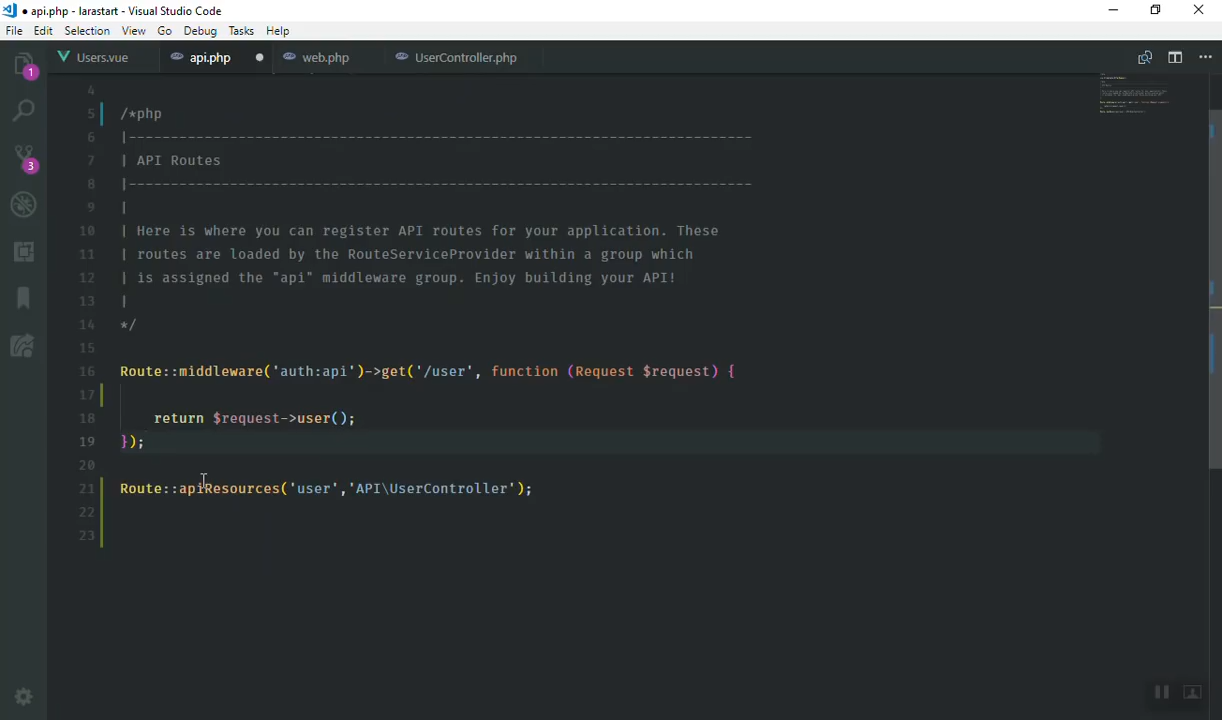 ● api.php - larastart - Visual Studio Code
File Edit Selection View Go Debug Tasks Help
Users.vue api.php ● web.php UserController.php
1
3
4
5 /*php
6 |--------------------------------------------------------------------------
7 | API Routes
8 |--------------------------------------------------------------------------
9 |
10 | Here is where you can register API routes for your application. These
11 | routes are loaded by the RouteServiceProvider within a group which
12 | is assigned the "api" middleware group. Enjoy building your API!
13 |
14 */
15
16 Route::middleware('auth:api')->get('/user', function (Request $request) {
17
18     return $request->user();
19 });
20
21 Route::apiResources('user','API\UserController');
22
23